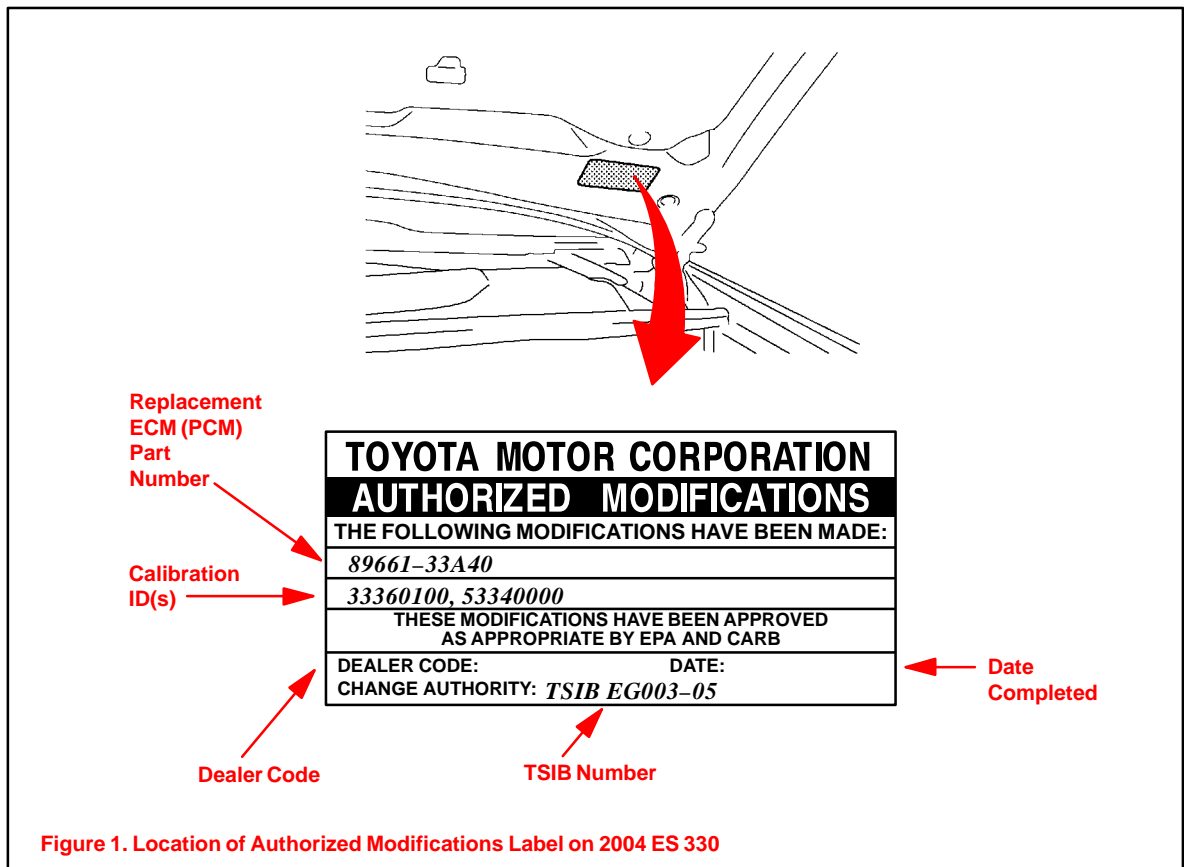 Replacement
ECM (PCM)
Part
Number
TOYOTA MOTOR CORPORATION
AUTHORIZED MODIFICATIONS
THE FOLLOWING MODIFICATIONS HAVE BEEN MADE:
89661–33A40
Calibration
ID(s)
33360100, 53340000
THESE MODIFICATIONS HAVE BEEN APPROVED
AS APPROPRIATE BY EPA AND CARB
DEALER CODE: DATE:
CHANGE AUTHORITY: TSIB EG003–05
Date
Completed
Dealer Code
TSIB Number
Figure 1. Location of Authorized Modifications Label on 2004 ES 330